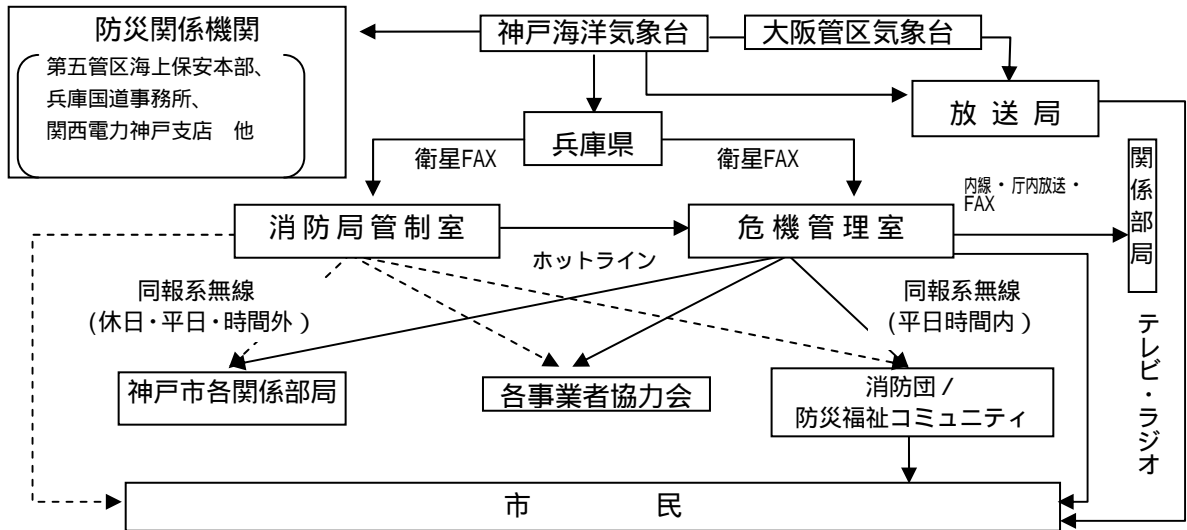 防災関係機関
第五管区海上保安本部、
兵庫国道事務所、
関西電力神戸支店　他
神戸海洋気象台
大阪管区気象台
放送局
兵庫県
衛星FAX
衛星FAX
消防局管制室
危機管理室
内線・庁内放送・
FAX
関係部局
ホットライン
同報系無線
(休日・平日・時間外)
同報系無線
(平日時間内)
テレビ・ラジオ
神戸市各関係部局
各事業者協力会
消防団/
防災福祉コミュニティ
市民